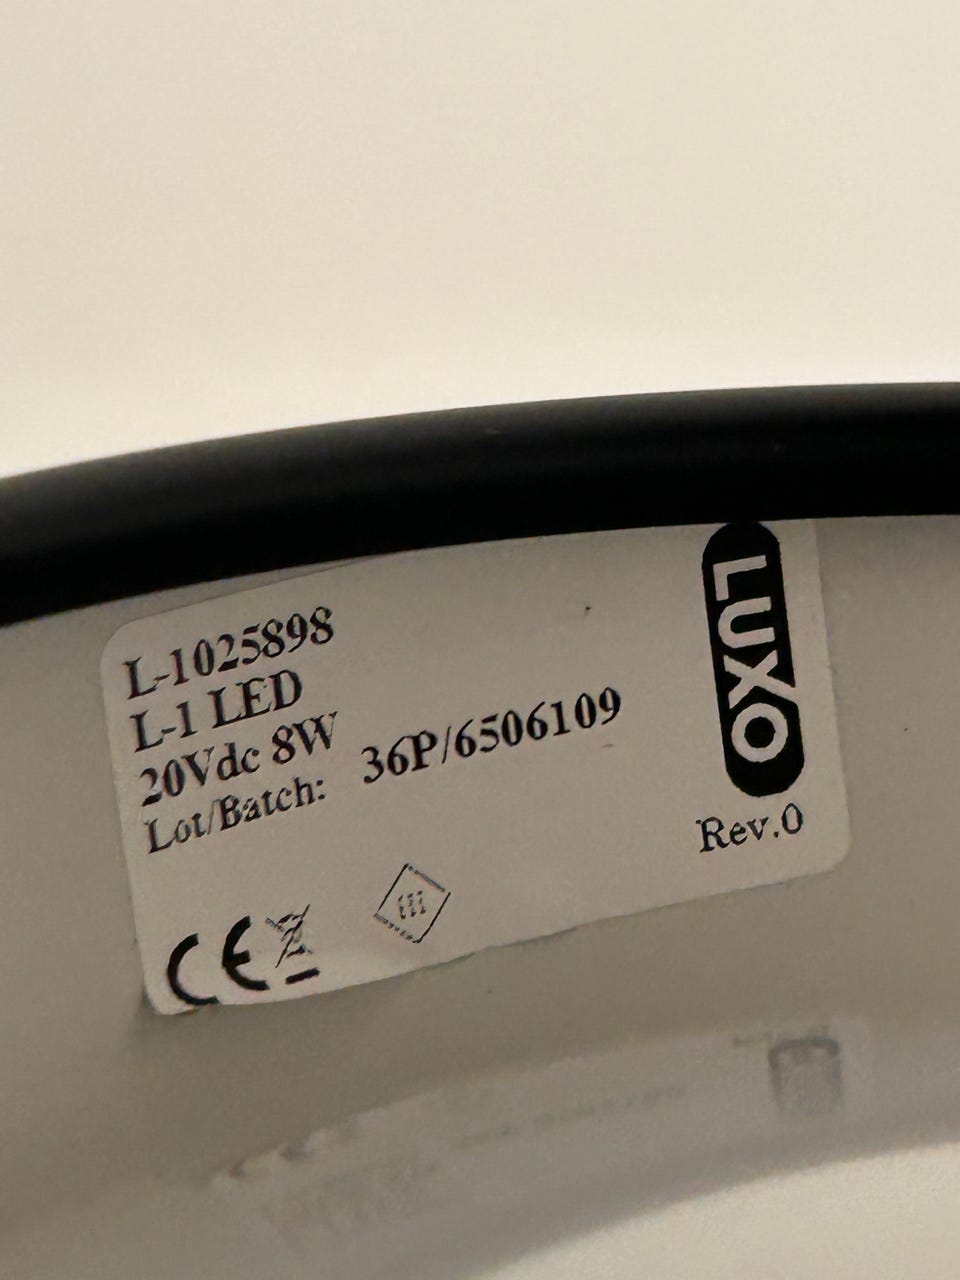 L-1025898
L-1 LED
20Vdc 8W
Lot/Batch: 36P/6506109
LUXO
Rev.0
CE